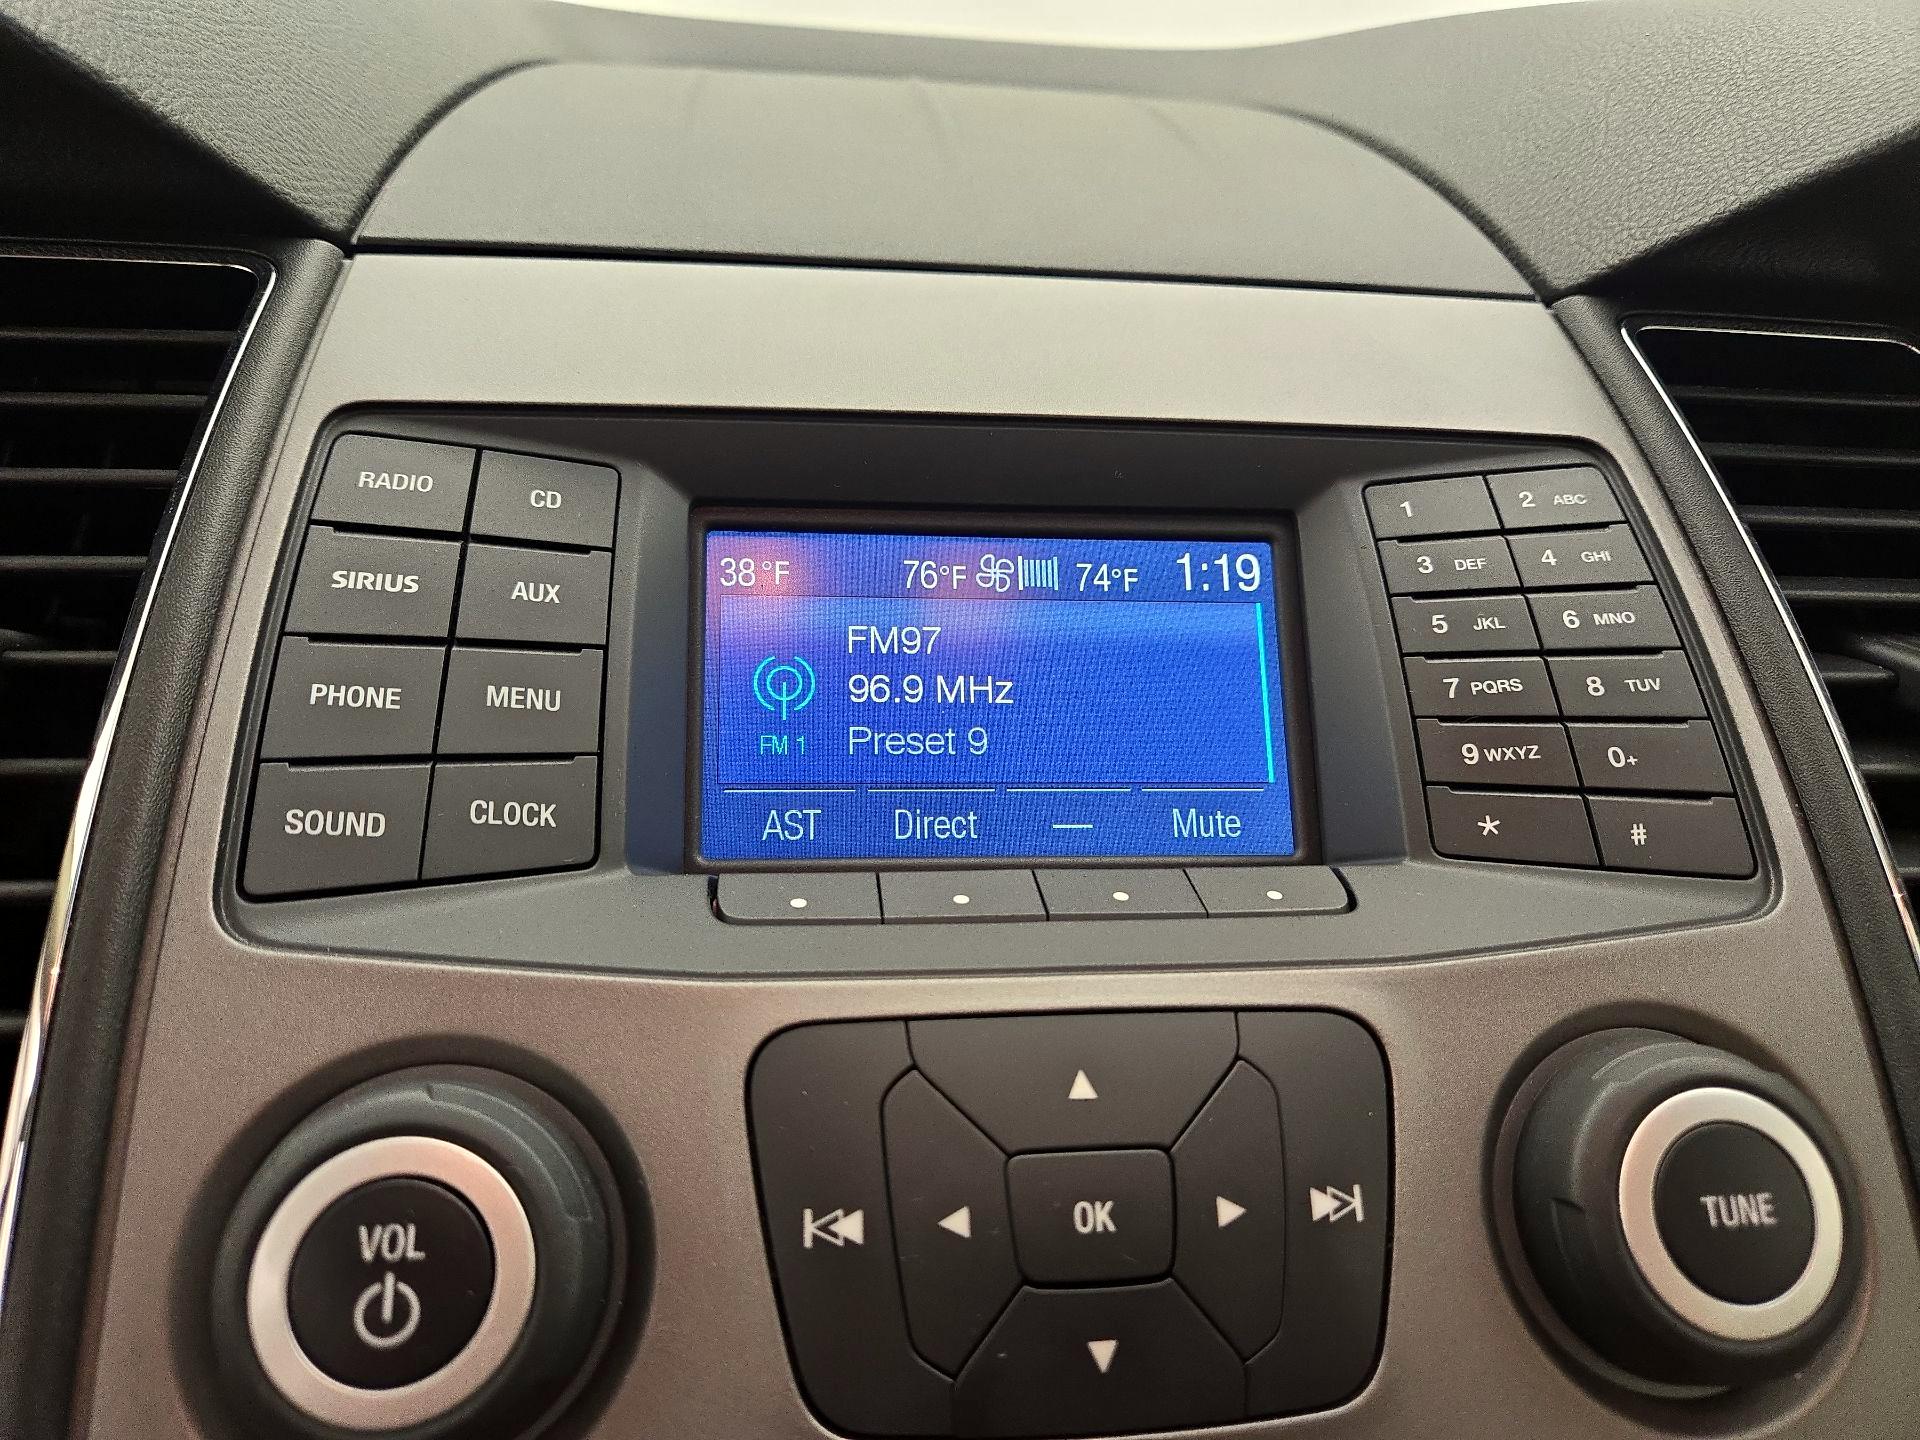 RADIO
CD
SIRIUS
AUX
PHONE
MENU
SOUND
CLOCK
38°F 76°F 74°F 1:19
FM97
96.9 MHz
FM 1 Preset 9
AST Direct — Mute
1
2 ABC
3 DEF
4 GHI
5 JKL
6 MNO
7 PQRS
8 TUV
9 WXYZ
0+
*
#
VOL
OK
TUNE